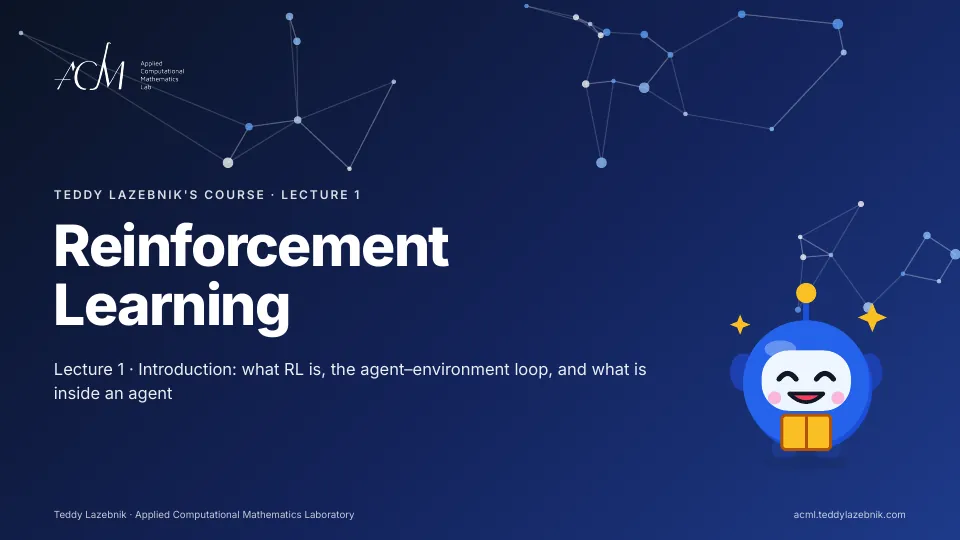 ACM
Applied
Computational
Mathematics
Lab
TEDDY LAZEBNIK'S COURSE · LECTURE 1
Reinforcement
Learning
Lecture 1 · Introduction: what RL is, the agent–environment loop, and what is
inside an agent
Teddy Lazebnik · Applied Computational Mathematics Laboratory
acml.teddylazebnik.com